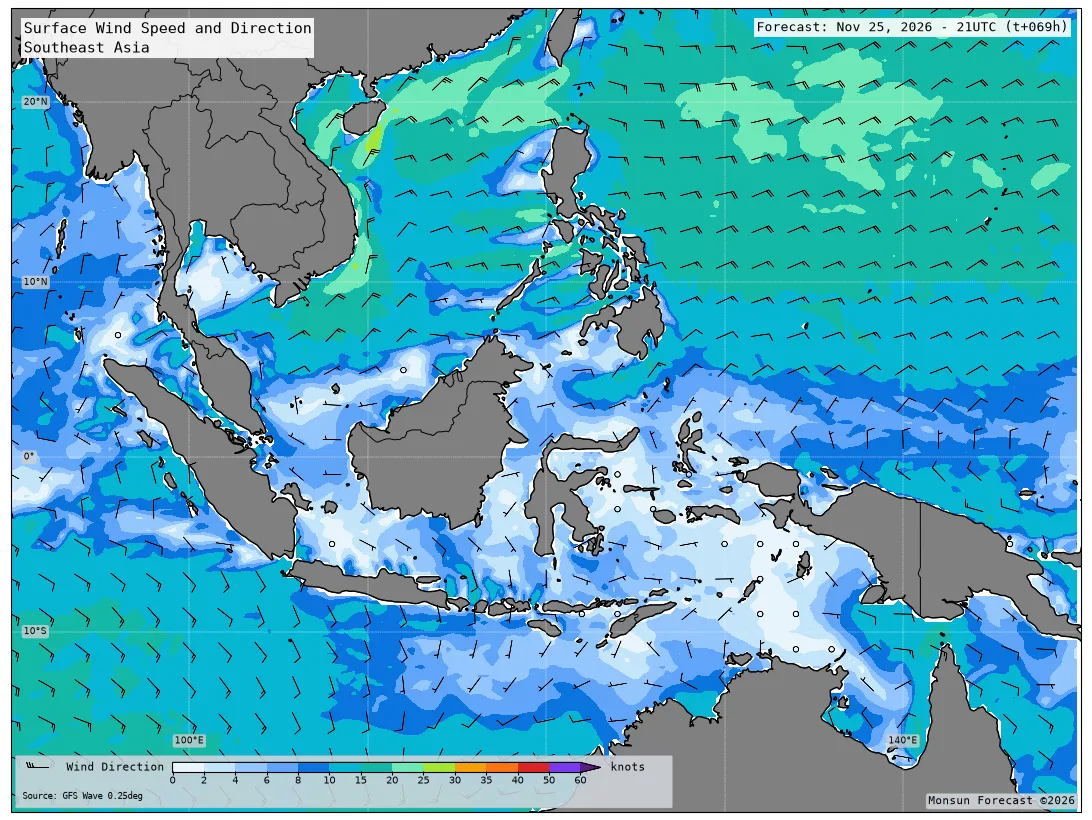 Surface Wind Speed and Direction
Southeast Asia
Forecast: Nov 25, 2026 - 21UTC (t+069h)
20°N
10°N
0°
10°S
100°E
140°E
Wind Direction
0 2 4 6 8 10 15 20 25 30 35 40 50 60
knots
Source: GFS Wave 0.25deg
Monsun Forecast ©2026